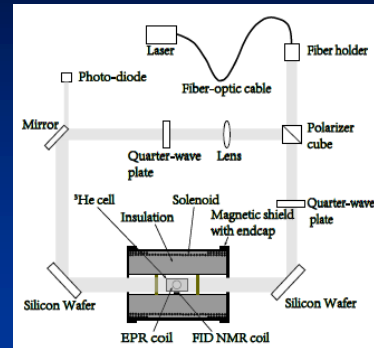 Laser
Fiber holder
Photo-diode
Fiber-optic cable
Mirror
Polarizer
cube
Quarter-wave
plate
Lens
Quarter-wave
plate
³He cell
Solenoid
Insulation
Magnetic shield
with endcap
Silicon Wafer
Silicon Wafer
EPR coil
FID NMR coil